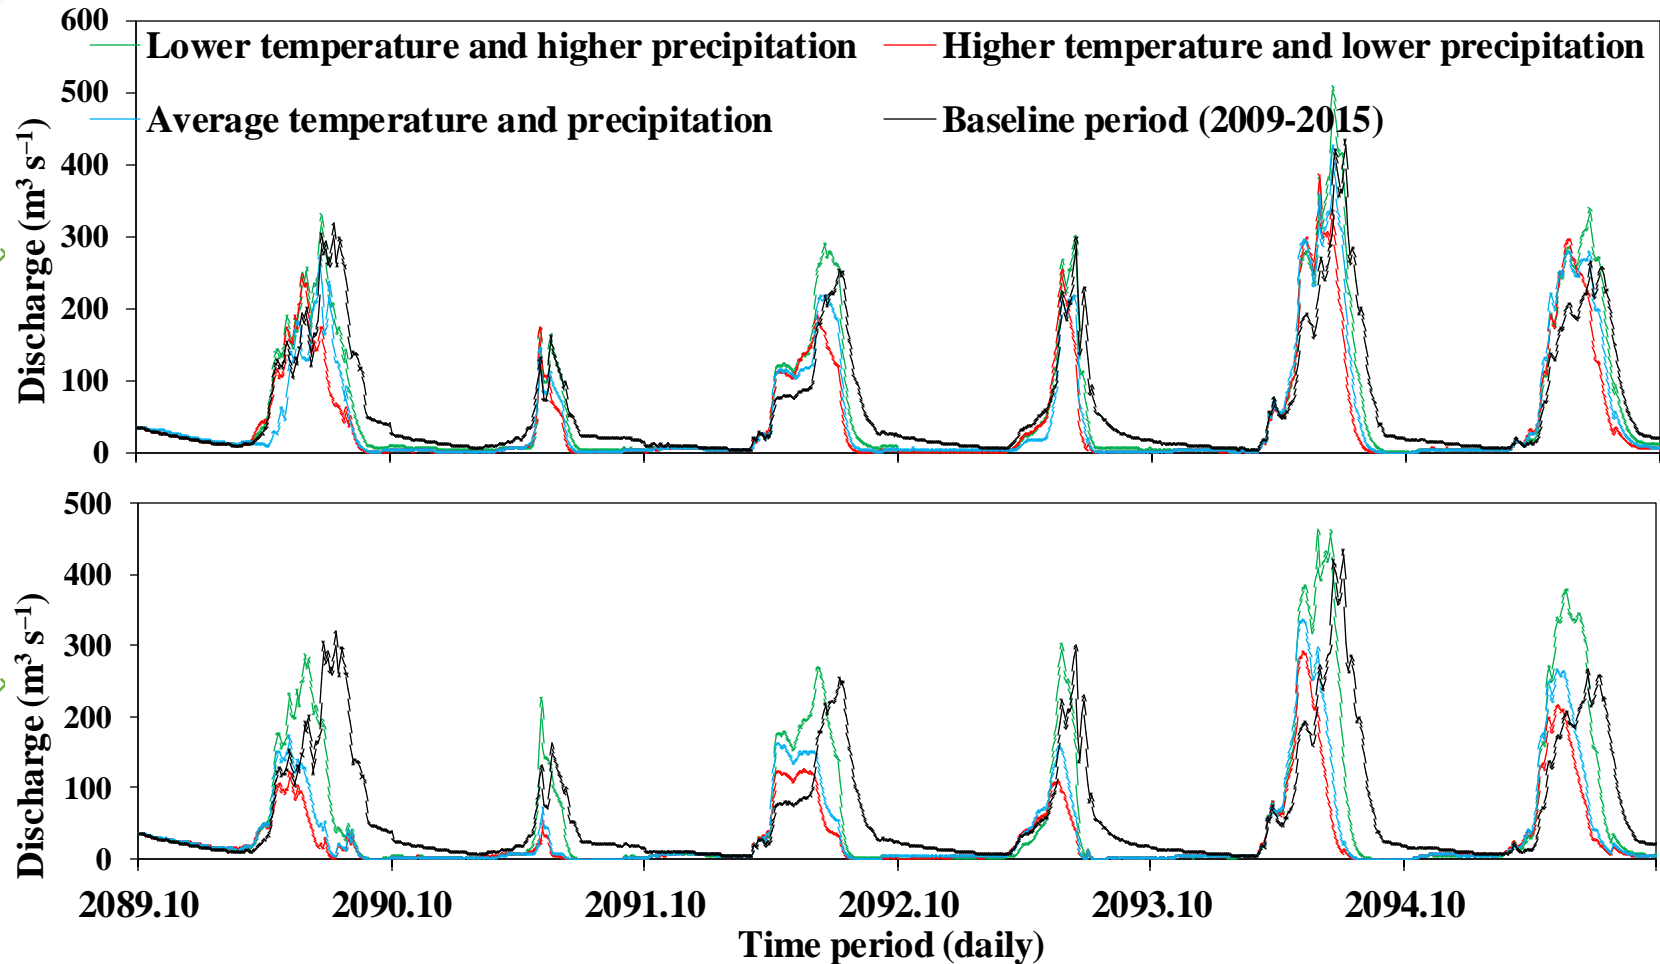 600
Lower temperature and higher precipitation
Higher temperature and lower precipitation
500
Average temperature and precipitation
Baseline period (2009-2015)
400
300
200
100
0
Discharge (m³ s⁻¹)
500
400
300
200
100
0
Discharge (m³ s⁻¹)
2089.10 2090.10 2091.10 2092.10 2093.10 2094.10
Time period (daily)